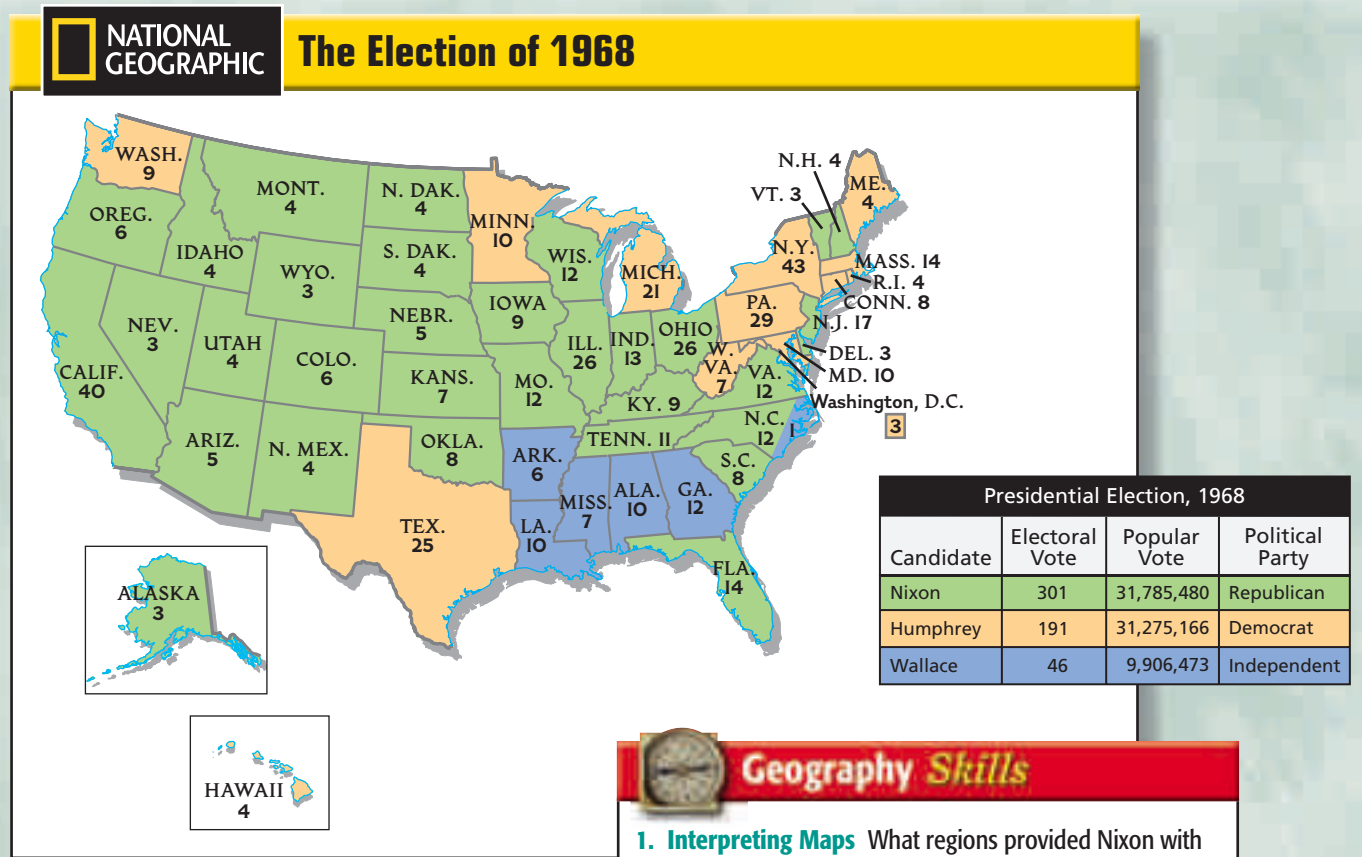 NATIONAL
GEOGRAPHIC
The Election of 1968
WASH.
9
OREG.
6
CALIF.
40
NEV.
3
IDAHO
4
MONT.
4
WYO.
3
UTAH
4
COLO.
6
ARIZ.
5
N. MEX.
4
N. DAK.
4
S. DAK.
4
NEBR.
5
KANS.
7
OKLA.
8
TEX.
25
MINN.
10
IOWA
9
MO.
12
ARK.
6
LA.
10
WIS.
12
ILL.
26
MICH.
21
IND.
13
OHIO
26
KY. 9
TENN. 11
MISS.
7
ALA.
10
GA.
12
FLA.
14
S.C.
8
N.C.
12
1
VA.
12
W.
VA.
7
PA.
29
N.Y.
43
VT. 3
N.H. 4
ME.
4
MASS. 14
R.I. 4
CONN. 8
N.J. 17
DEL. 3
MD. 10
Washington, D.C.
3
ALASKA
3
HAWAII
4
Presidential Election, 1968
Candidate Electoral Vote Popular Vote Political Party
Nixon 301 31,785,480 Republican
Humphrey 191 31,275,166 Democrat
Wallace 46 9,906,473 Independent
Geography Skills
1. Interpreting Maps What regions provided Nixon with